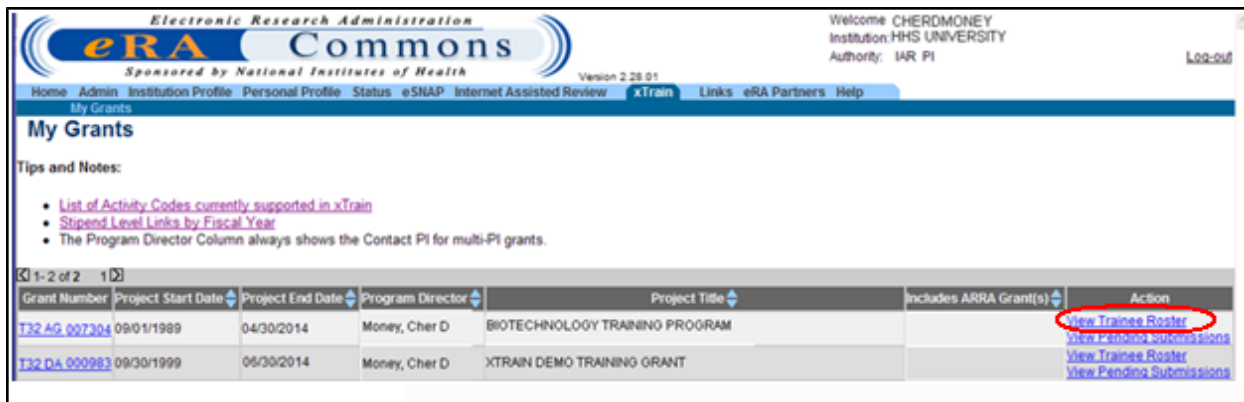 Electronic Research Administration
eRA Commons
Sponsored by National Institutes of Health
Version 2.28.01
Welcome CHERDMONEY
Institution: HHS UNIVERSITY
Authority: IAR PI
Log-out
Home Admin Institution Profile Personal Profile Status eSNAP Internet Assisted Review xTrain Links eRA Partners Help
My Grants
My Grants
Tips and Notes:
• List of Activity Codes currently supported in xTrain
• Stipend Level Links by Fiscal Year
• The Program Director Column always shows the Contact PI for multi-PI grants.
1- 2 of 2 1
Grant Number Project Start Date Project End Date Program Director Project Title Includes ARRA Grant(s) Action
T32 AG 007304 09/01/1989 04/30/2014 Money, Cher D BIOTECHNOLOGY TRAINING PROGRAM View Trainee Roster
View Pending Submissions
T32 DA 000983 09/30/1999 06/30/2014 Money, Cher D XTRAIN DEMO TRAINING GRANT View Trainee Roster
View Pending Submissions